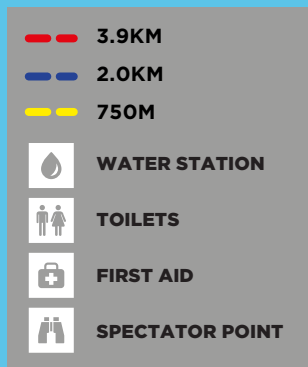 3.9KM
2.0KM
750M
WATER STATION
TOILETS
FIRST AID
SPECTATOR POINT